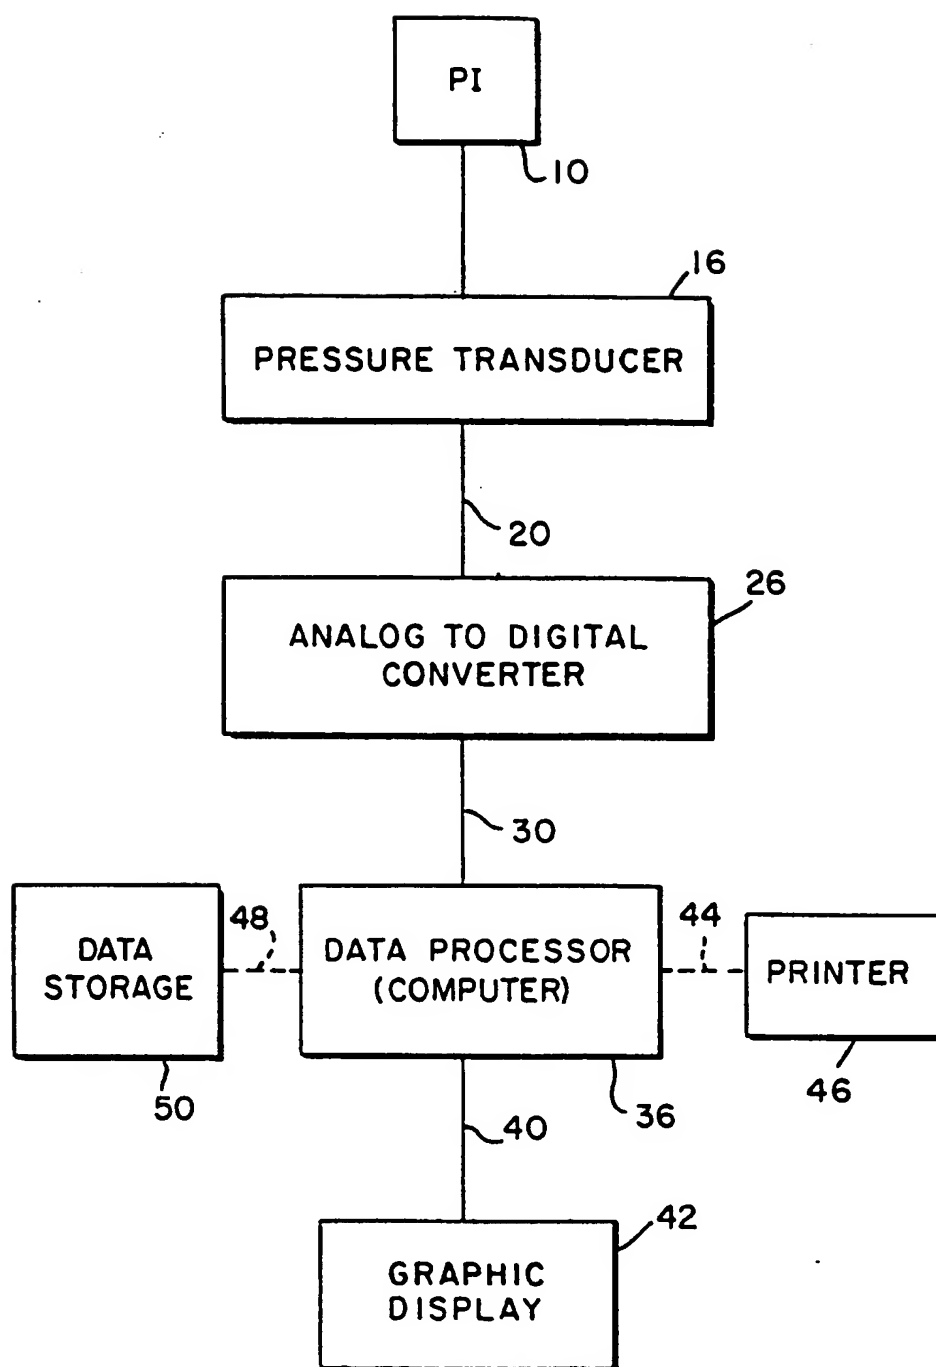 PI
10
16
PRESSURE TRANSDUCER
20
26
ANALOG TO DIGITAL
CONVERTER
30
48
44
DATA
STORAGE
DATA PROCESSOR
(COMPUTER)
PRINTER
50
36
46
40
42
GRAPHIC
DISPLAY